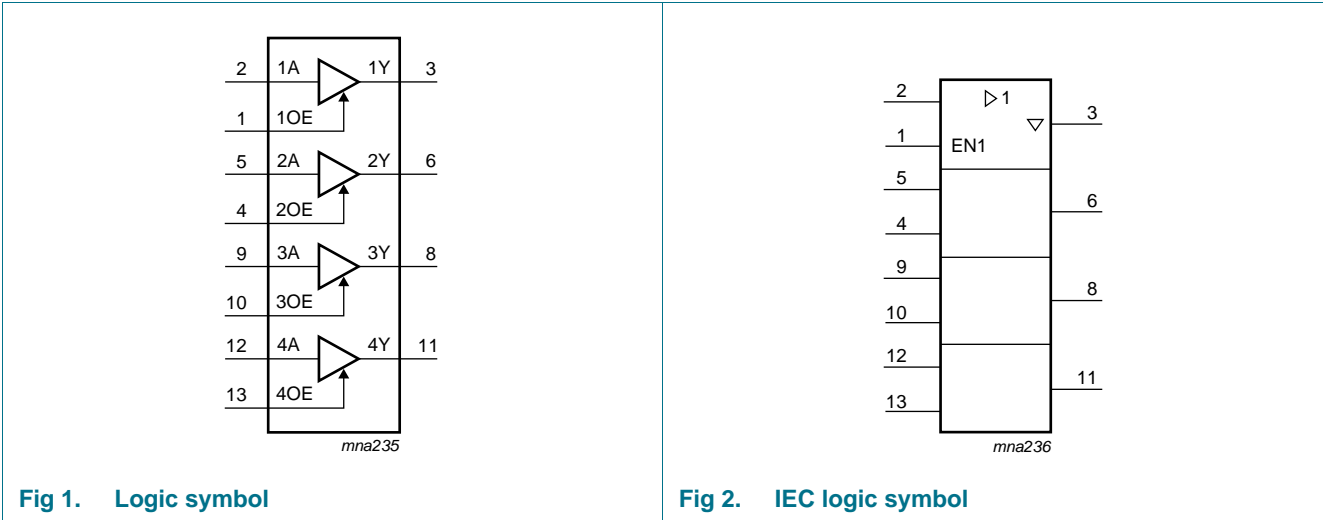 2 1A 1Y 3
1 1OE
5 2A 2Y 6
4 2OE
9 3A 3Y 8
10 3OE
12 4A 4Y 11
13 4OE
mna235
Fig 1. Logic symbol
2 1 3
1 EN1
5
6
4
9
8
10
12
11
13
mna236
Fig 2. IEC logic symbol